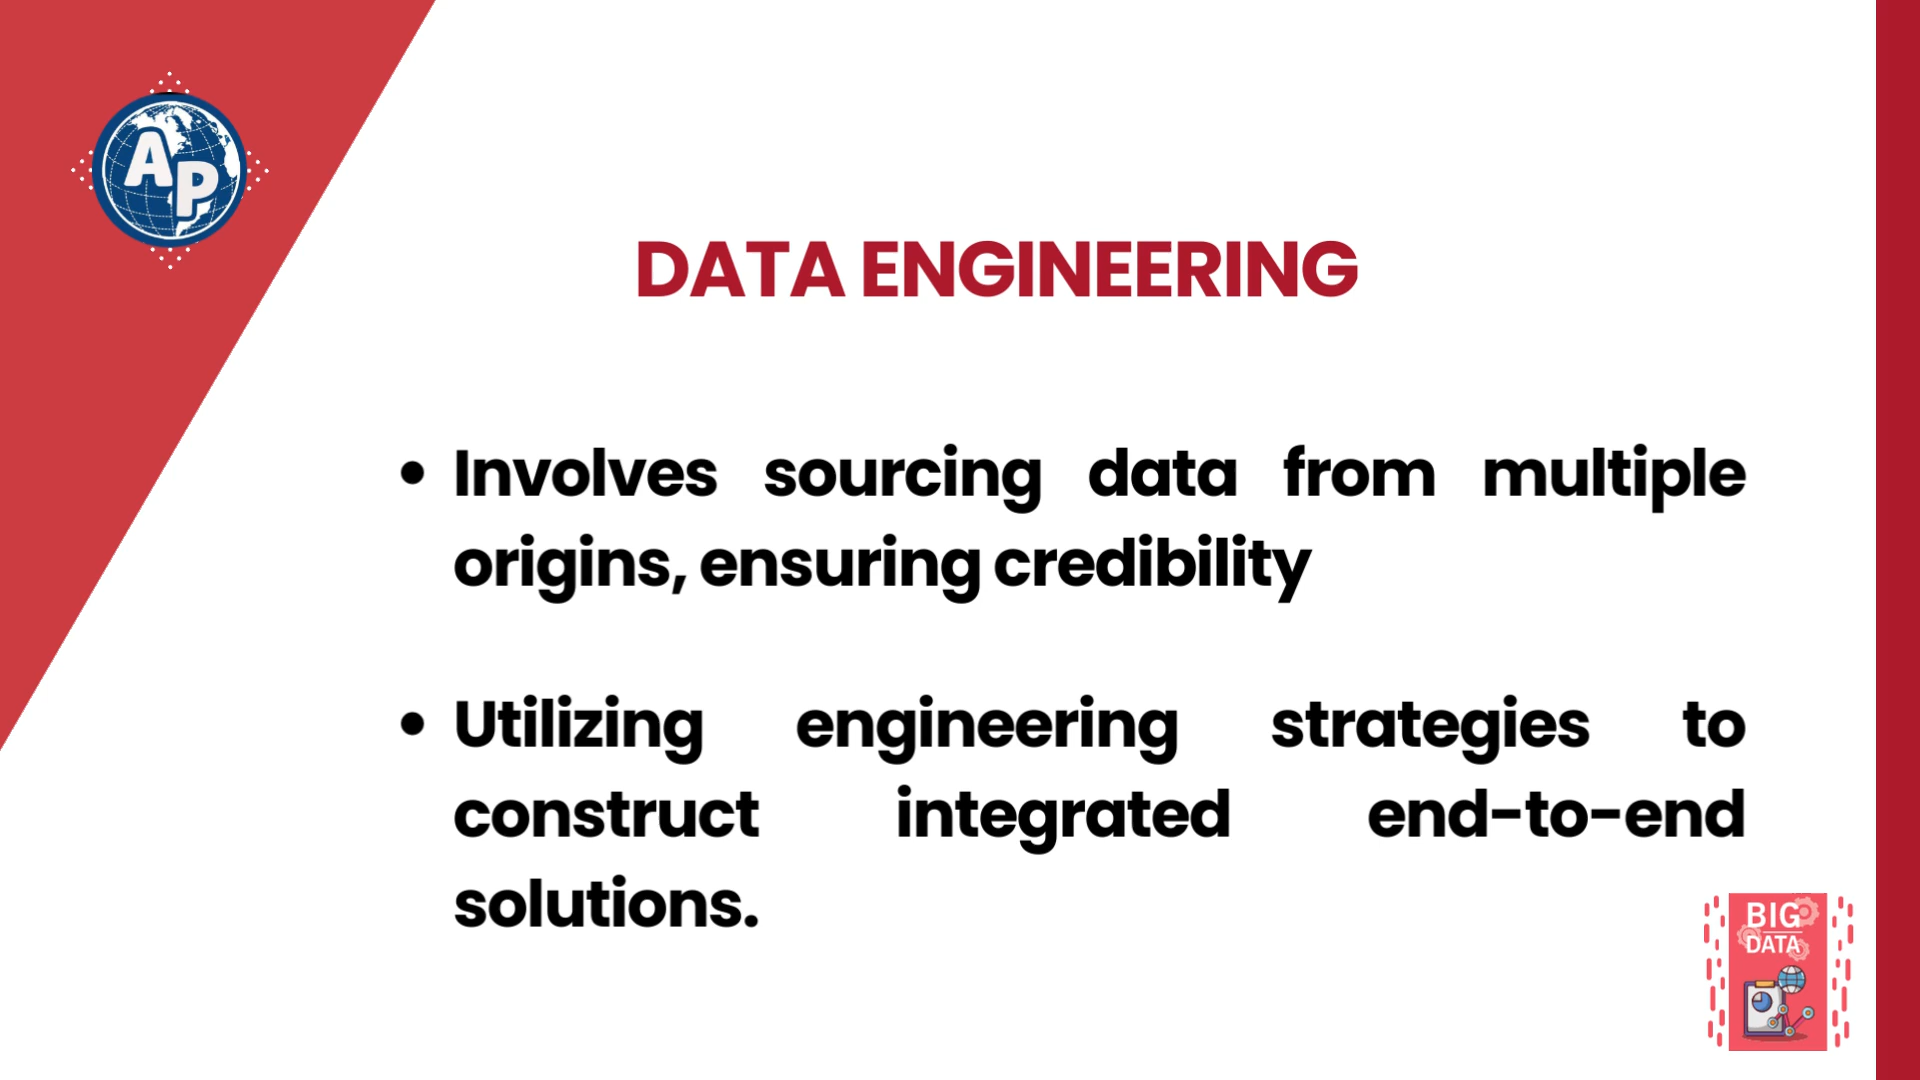 AP
DATA ENGINEERING
• Involves sourcing data from multiple
origins, ensuring credibility
• Utilizing engineering strategies to
construct integrated end-to-end
solutions.
BIG
DATA